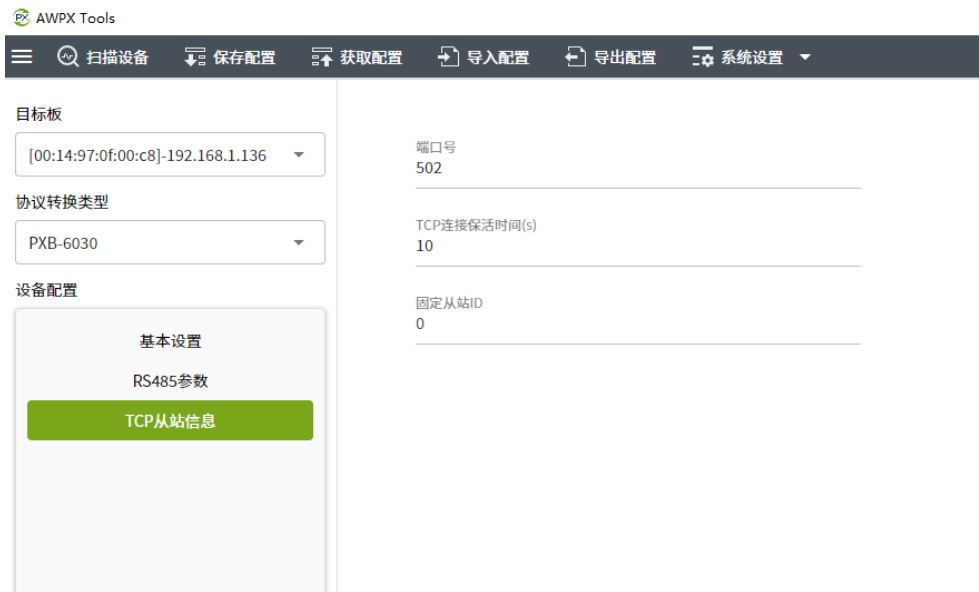 AWPX Tools
扫描设备 保存配置 获取配置 导入配置 导出配置 系统设置
目标板
[00:14:97:0f:00:c8]-192.168.1.136
协议转换类型
PXB-6030
设备配置
基本设置
RS485参数
TCP从站信息
端口号
502
TCP连接保活时间(s)
10
固定从站ID
0